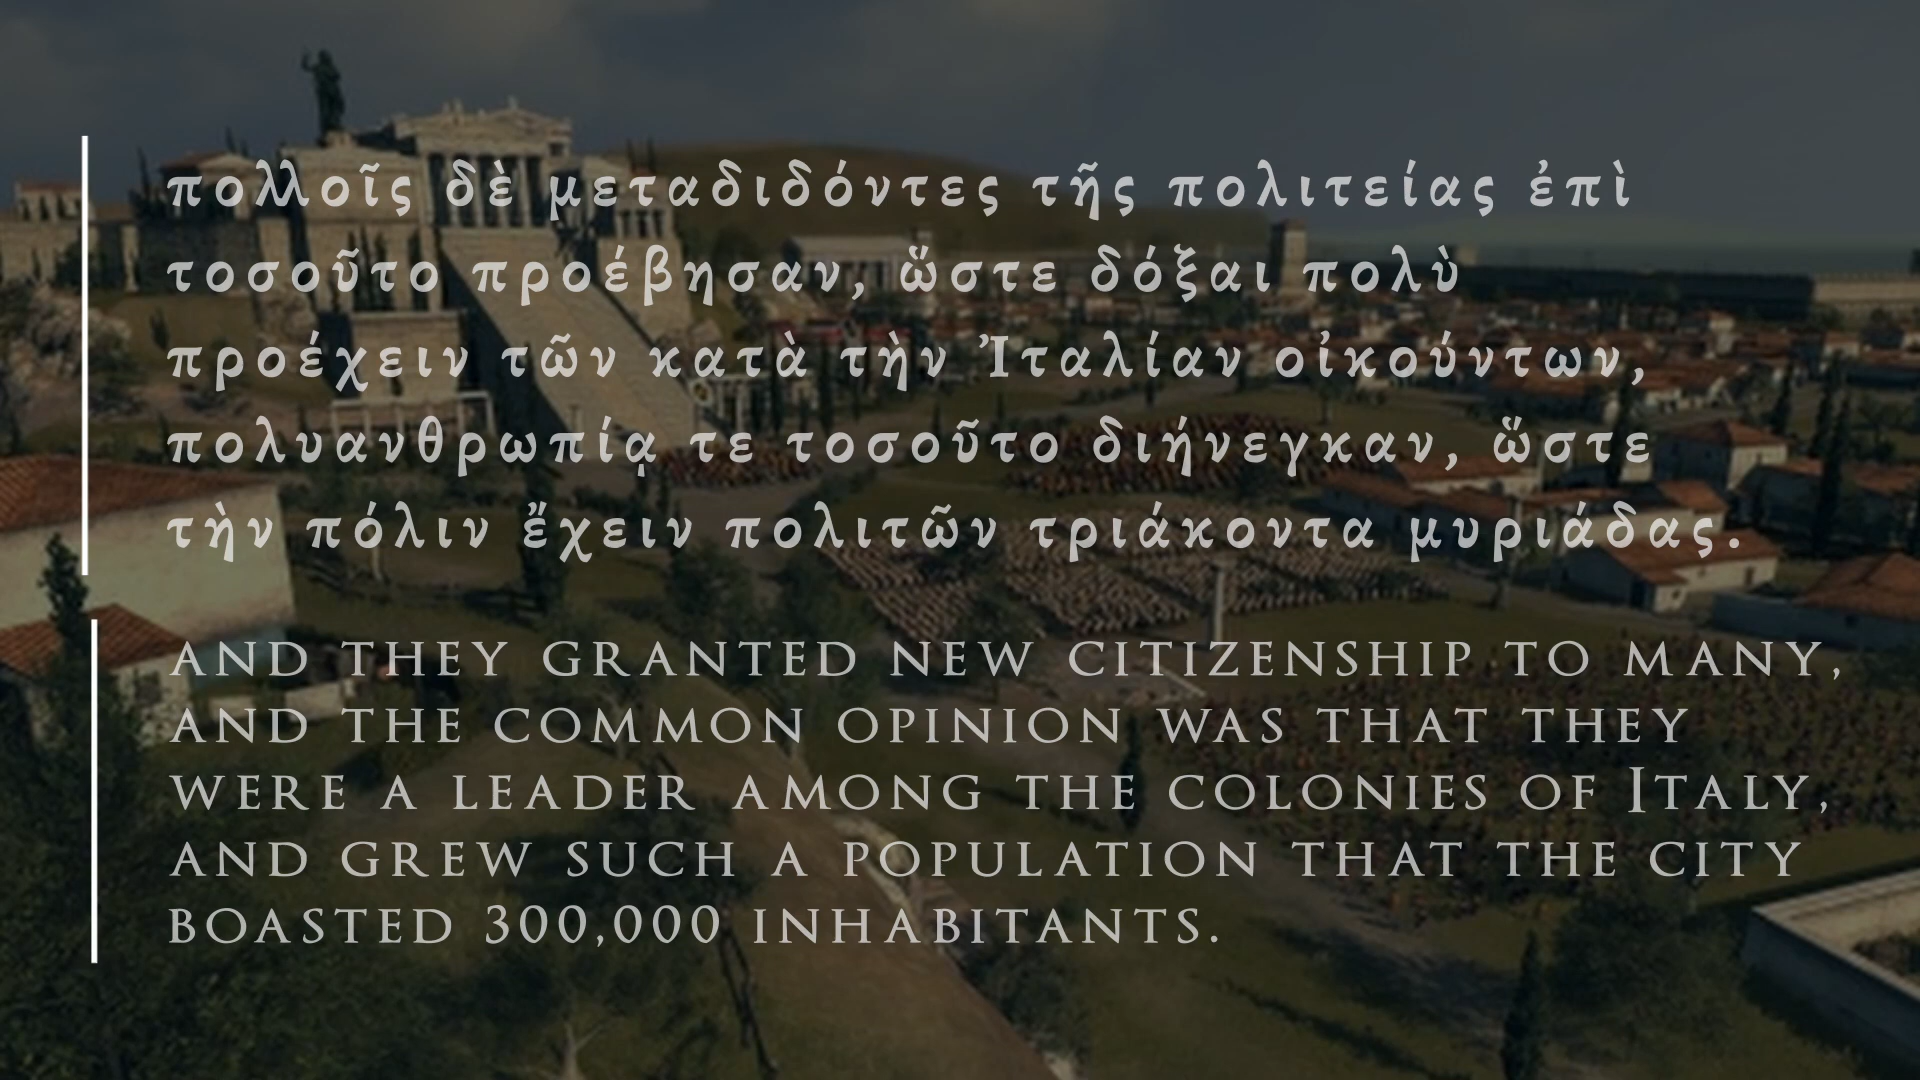 πολλοῖς δὲ μεταδιδόντες τῆς πολιτείας ἐπὶ
τοσοῦτο προέβησαν, ὥστε δόξαι πολὺ
προέχειν τῶν κατὰ τὴν Ἰταλίαν οἰκούντων,
πολυανθρωπίᾳ τε τοσοῦτο διήνεγκαν, ὥστε
τὴν πόλιν ἔχειν πολιτῶν τριάκοντα μυριάδας.
AND THEY GRANTED NEW CITIZENSHIP TO MANY,
AND THE COMMON OPINION WAS THAT THEY
WERE A LEADER AMONG THE COLONIES OF ITALY,
AND GREW SUCH A POPULATION THAT THE CITY
BOASTED 300,000 INHABITANTS.